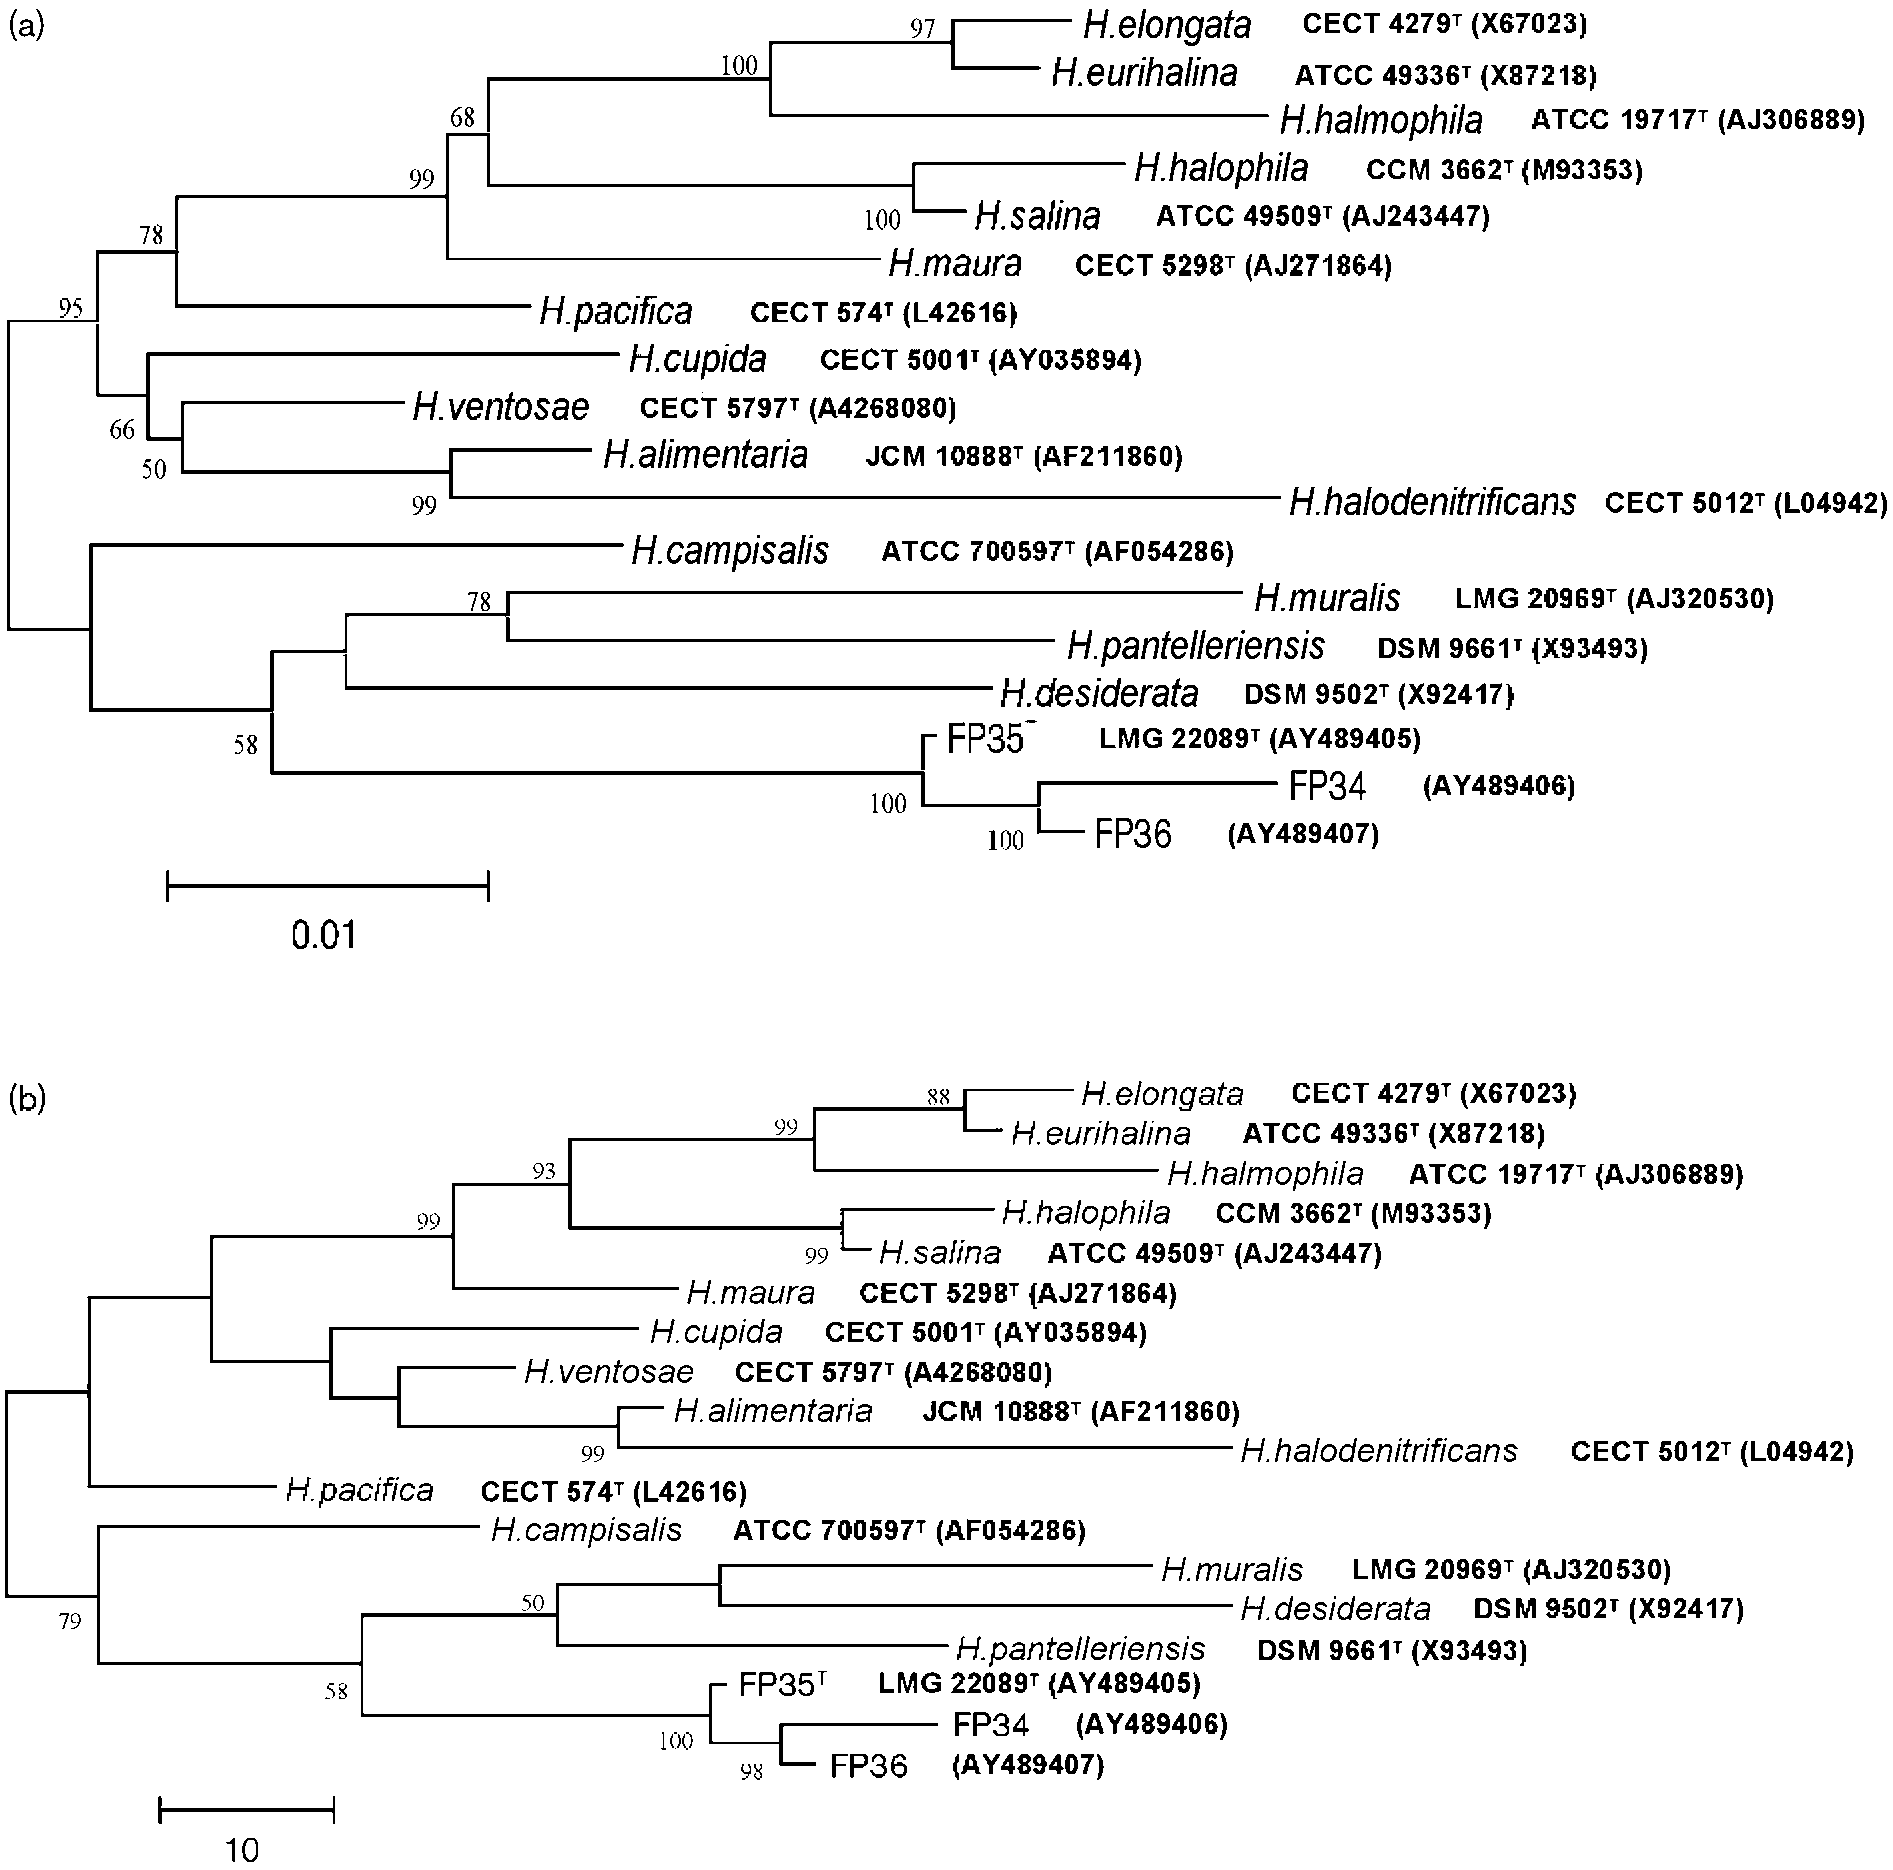 (a)
97 H.elongata CECT 4279ᵀ (X67023)
100 H.eurihalina ATCC 49336ᵀ (X87218)
68 H.halmophila ATCC 19717ᵀ (AJ306889)
99 H.halophila CCM 3662ᵀ (M93353)
100 H.salina ATCC 49509ᵀ (AJ243447)
78 H.maura CECT 5298ᵀ (AJ271864)
95 H.pacifica CECT 574ᵀ (L42616)
H.cupida CECT 5001ᵀ (AY035894)
66 H.ventosae CECT 5797ᵀ (A4268080)
50 H.alimentaria JCM 10888ᵀ (AF211860)
99 H.halodenitrificans CECT 5012ᵀ (L04942)
H.campisalis ATCC 700597ᵀ (AF054286)
78 H.muralis LMG 20969ᵀ (AJ320530)
H.pantelleriensis DSM 9661ᵀ (X93493)
H.desiderata DSM 9502ᵀ (X92417)
58 FP35⁻ LMG 22089ᵀ (AY489405)
100 FP34 (AY489406)
100 FP36 (AY489407)
0.01
(b)
88 H.elongata CECT 4279ᵀ (X67023)
99 H.eurihalina ATCC 49336ᵀ (X87218)
93 H.halmophila ATCC 19717ᵀ (AJ306889)
99 H.halophila CCM 3662ᵀ (M93353)
99 H.salina ATCC 49509ᵀ (AJ243447)
H.maura CECT 5298ᵀ (AJ271864)
H.cupida CECT 5001ᵀ (AY035894)
H.ventosae CECT 5797ᵀ (A4268080)
H.alimentaria JCM 10888ᵀ (AF211860)
99 H.halodenitrificans CECT 5012ᵀ (L04942)
H.pacifica CECT 574ᵀ (L42616)
H.campisalis ATCC 700597ᵀ (AF054286)
H.muralis LMG 20969ᵀ (AJ320530)
79 50 H.desiderata DSM 9502ᵀ (X92417)
H.pantelleriensis DSM 9661ᵀ (X93493)
58 FP35ᵀ LMG 22089ᵀ (AY489405)
100 FP34 (AY489406)
98 FP36 (AY489407)
10